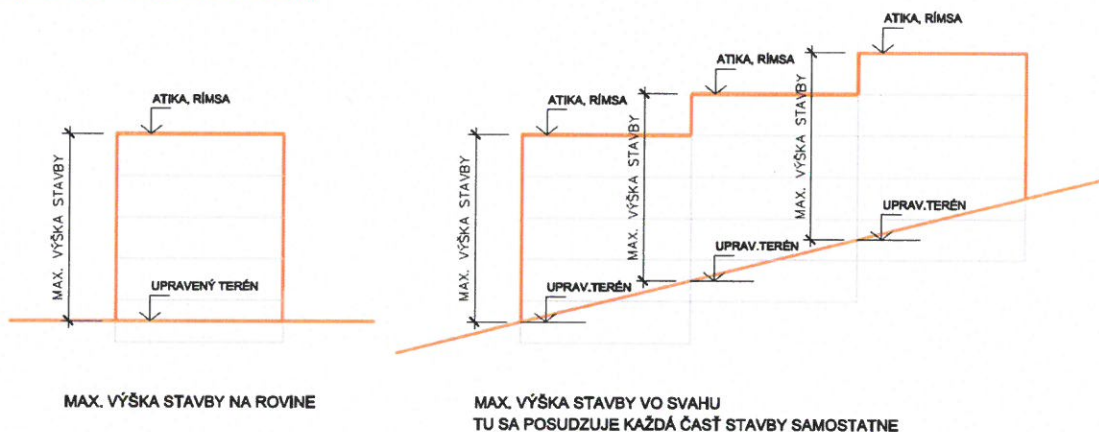 ATIKA, RÍMSA
MAX. VÝŠKA STAVBY
UPRAVENÝ TERÉN
MAX. VÝŠKA STAVBY NA ROVINE
ATIKA, RÍMSA
MAX. VÝŠKA STAVBY
UPRAV.TERÉN
ATIKA, RÍMSA
MAX. VÝŠKA STAVBY
UPRAV.TERÉN
ATIKA, RÍMSA
MAX. VÝŠKA STAVBY
UPRAV.TERÉN
MAX. VÝŠKA STAVBY VO SVAHU
TU SA POSUDZUJE KAŽDÁ ČASŤ STAVBY SAMOSTATNE